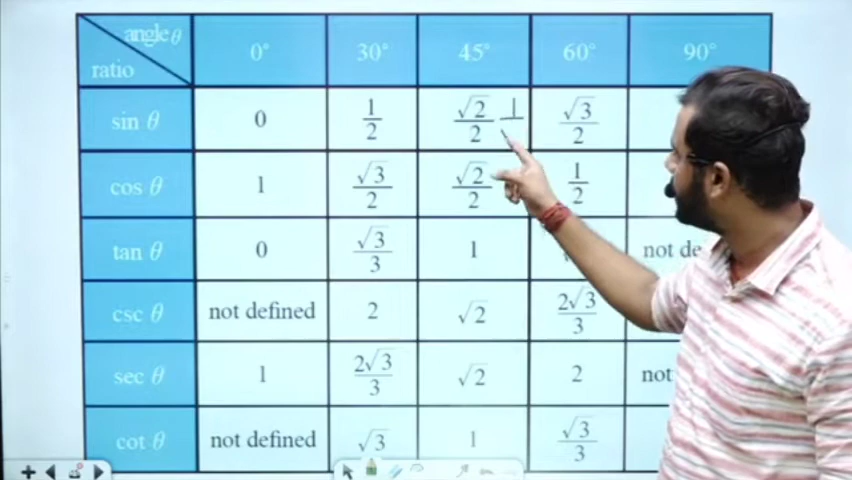 angle θ
ratio 0° 30° 45° 60° 90°
sin θ 0 1/2 √2/2 1 √3/2
cos θ 1 √3/2 √2/2 1/2
tan θ 0 √3/3 1 not de
csc θ not defined 2 √2 2√3/3
sec θ 1 2√3/3 √2 2 not
cot θ not defined √3 1 √3/3